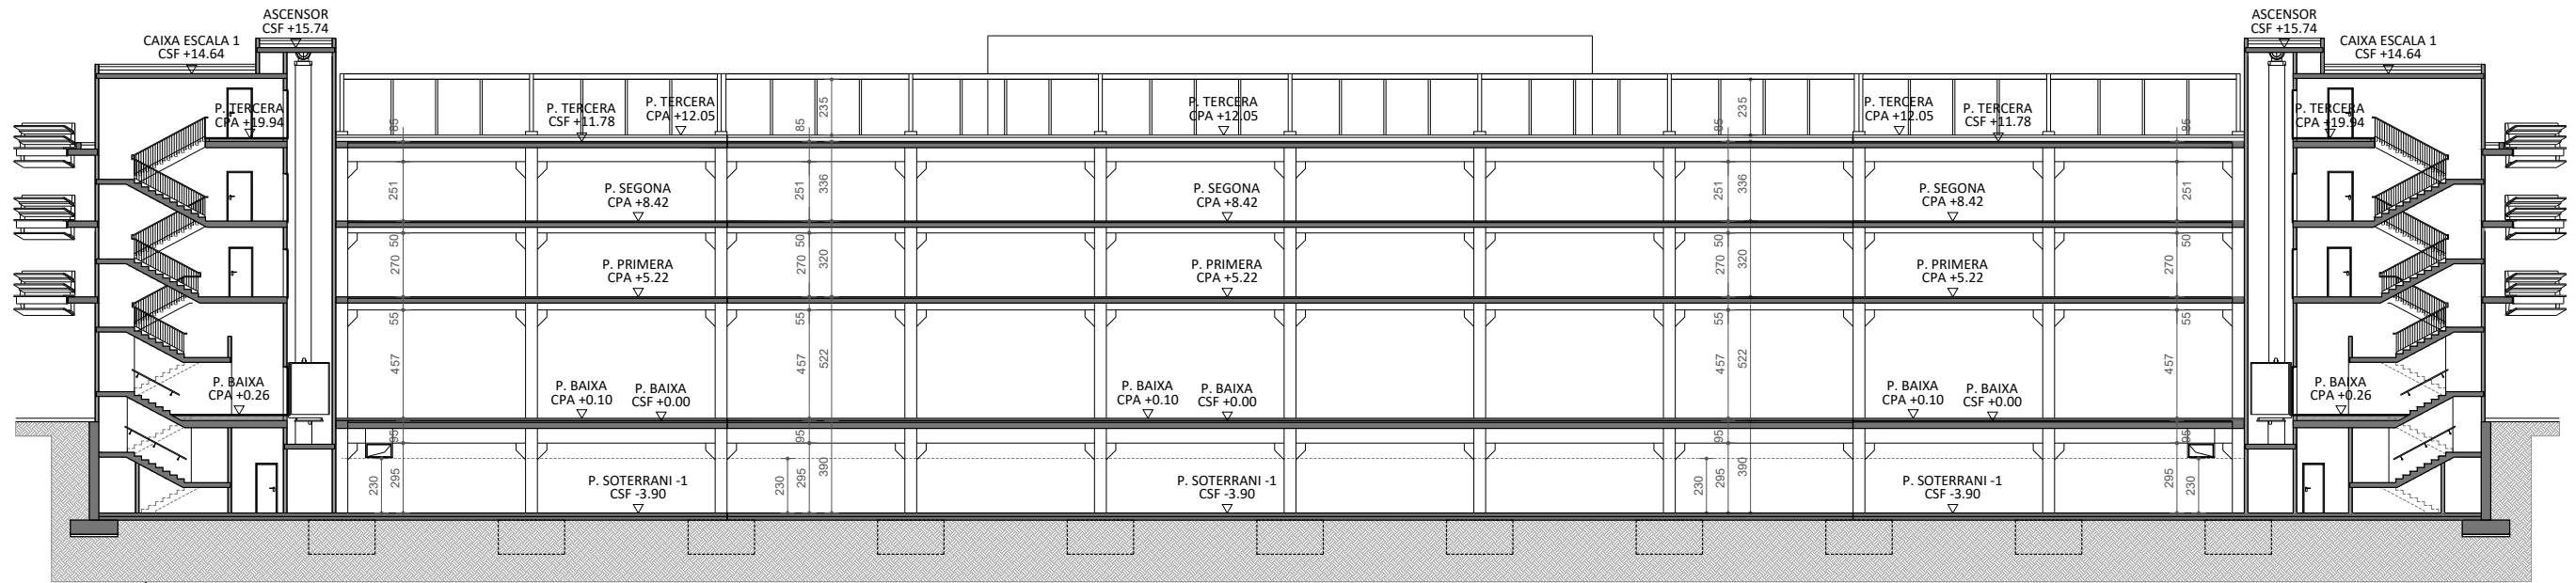 ASCENSOR
CSF +15.74
CAIXA ESCALA 1
CSF +14.64
ASCENSOR
CSF +15.74
CAIXA ESCALA 1
CSF +14.64
P. TERCERA
CPA +19.94
P. TERCERA
CSF +11.78
P. TERCERA
CPA +12.05
P. TERCERA
CPA +12.05
P. TERCERA
CPA +12.05
P. TERCERA
CSF +11.78
P. TERCERA
CPA +19.94
85
85
235
85
235
85
P. SEGONA
CPA +8.42
P. SEGONA
CPA +8.42
P. SEGONA
CPA +8.42
251
251
336
251
336
251
50
50
50
50
P. PRIMERA
CPA +5.22
P. PRIMERA
CPA +5.22
P. PRIMERA
CPA +5.22
270
270
320
270
320
270
55
55
55
55
457
457
522
457
522
457
P. BAIXA
CPA +0.26
P. BAIXA
CPA +0.10
P. BAIXA
CSF +0.00
P. BAIXA
CPA +0.10
P. BAIXA
CSF +0.00
P. BAIXA
CPA +0.10
P. BAIXA
CSF +0.00
P. BAIXA
CPA +0.26
95
95
95
95
230
295
230
295
390
230
295
390
295
230
P. SOTERRANI -1
CSF -3.90
P. SOTERRANI -1
CSF -3.90
P. SOTERRANI -1
CSF -3.90